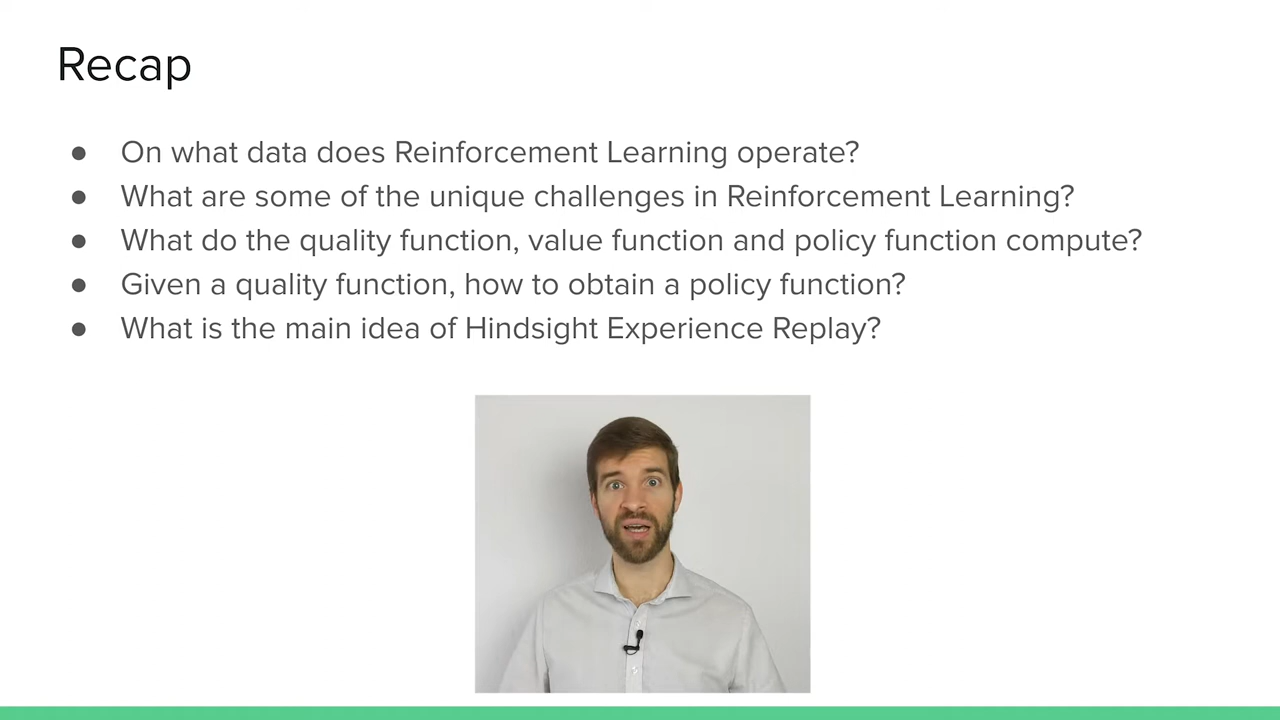 Recap
● On what data does Reinforcement Learning operate?
● What are some of the unique challenges in Reinforcement Learning?
● What do the quality function, value function and policy function compute?
● Given a quality function, how to obtain a policy function?
● What is the main idea of Hindsight Experience Replay?